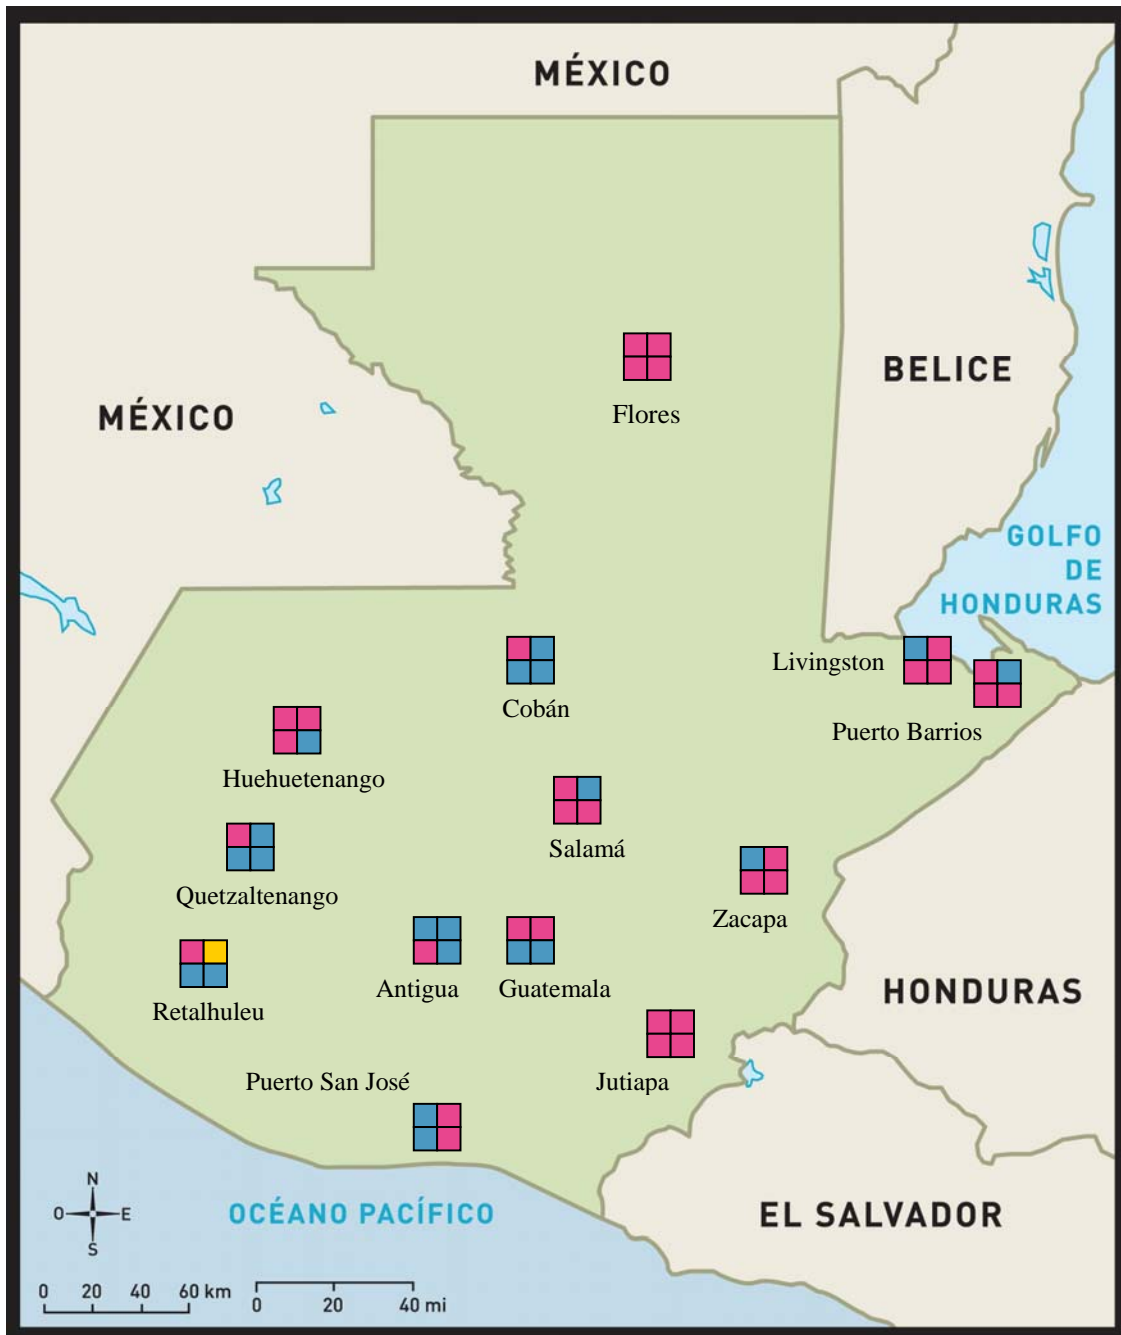 MÉXICO
MÉXICO
BELICE
Flores
GOLFO
DE
HONDURAS
Livingston
Cobán
Puerto Barrios
Huehuetenango
Salamá
Quetzaltenango
Zacapa
Antigua
Guatemala
Retalhuleu
HONDURAS
Puerto San José
Jutiapa
OCÉANO PACÍFICO
EL SALVADOR
N
O E
S
0 20 40 60 km
0 20 40 mi